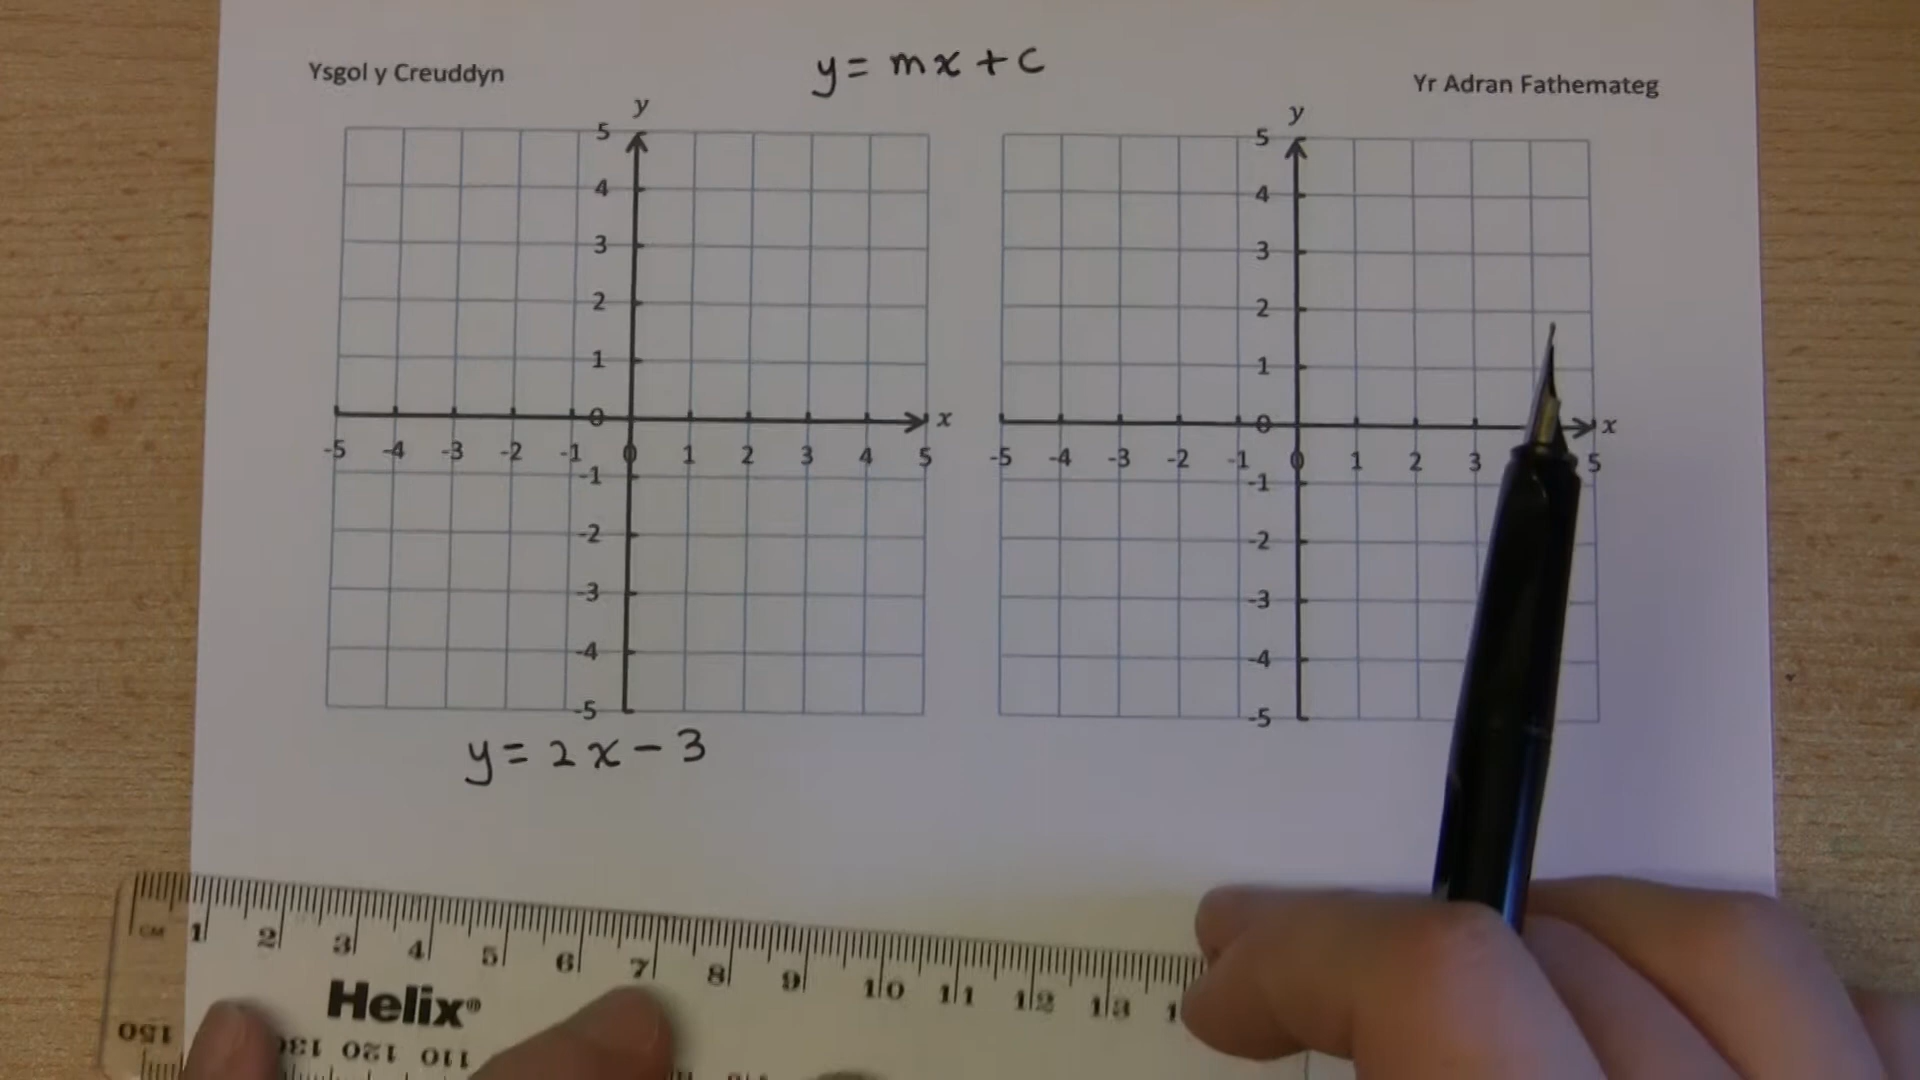 y = mx + c
Ysgol y Creuddyn
Yr Adran Fathemateg
y
5
4
3
2
1
0
x
-5 -4 -3 -2 -1 0 1 2 3 4 5
-1
-2
-3
-4
-5
y
5
4
3
2
1
0
x
-5 -4 -3 -2 -1 0 1 2 3 5
-1
-2
-3
-4
-5
y = 2x - 3
CM 1 2 3 4 5 6 7 8 9 10 11 12 13
Helix®
150 120 110